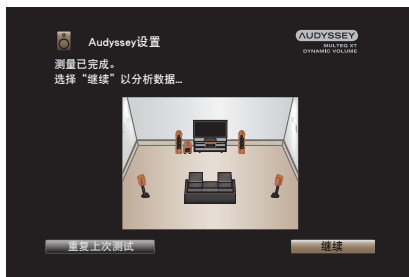 Audyssey设置
AUDYSSEY
MULTEQ XT
DYNAMIC VOLUME
测量已完成。
选择“继续”以分析数据...
重复上次测试
继续